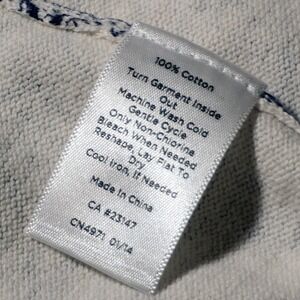 100% Cotton
Turn Garment Inside
Out
Machine Wash Cold
Gentle Cycle
Only Non-Chlorine
Bleach When Needed
Reshape, Lay Flat To
Dry
Cool Iron, If Needed
Made In China
CA #23147
CN4971 01/14